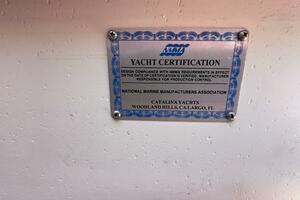 NMMA
YACHT CERTIFICATION
DESIGN COMPLIANCE WITH NMMA REQUIREMENTS IN EFFECT
ON THE DATE OF CERTIFICATION IS VERIFIED. MANUFACTURER
RESPONSIBLE FOR PRODUCTION CONTROL.
NATIONAL MARINE MANUFACTURERS ASSOCIATION
CATALINA YACHTS
WOODLAND HILLS, CA/LARGO, FL